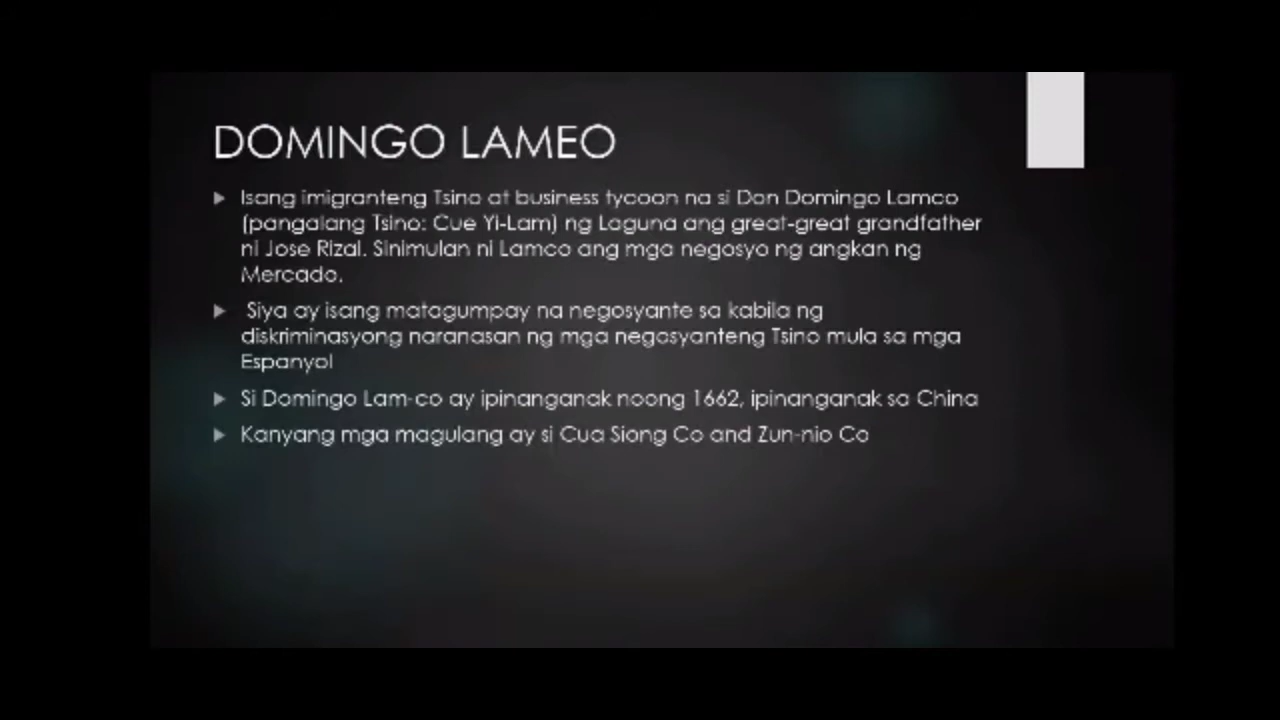 DOMINGO LAMEO
Isang imigranteng Tsino at business tycoon na si Don Domingo Lamco
(pangalang Tsino: Cue Yi-Lam) ng Laguna ang great-great grandfather
ni Jose Rizal. Sinimulan ni Lamco ang mga negosyo ng angkan ng
Mercado.
Siya ay isang matagumpay na negosyante sa kabila ng
diskriminasyong naranasan ng mga negosyanteng Tsino mula sa mga
Espanyol
Si Domingo Lam-co ay ipinanganak noong 1662, ipinanganak sa China
Kanyang mga magulang ay si Cua Siong Co and Zun-nio Co